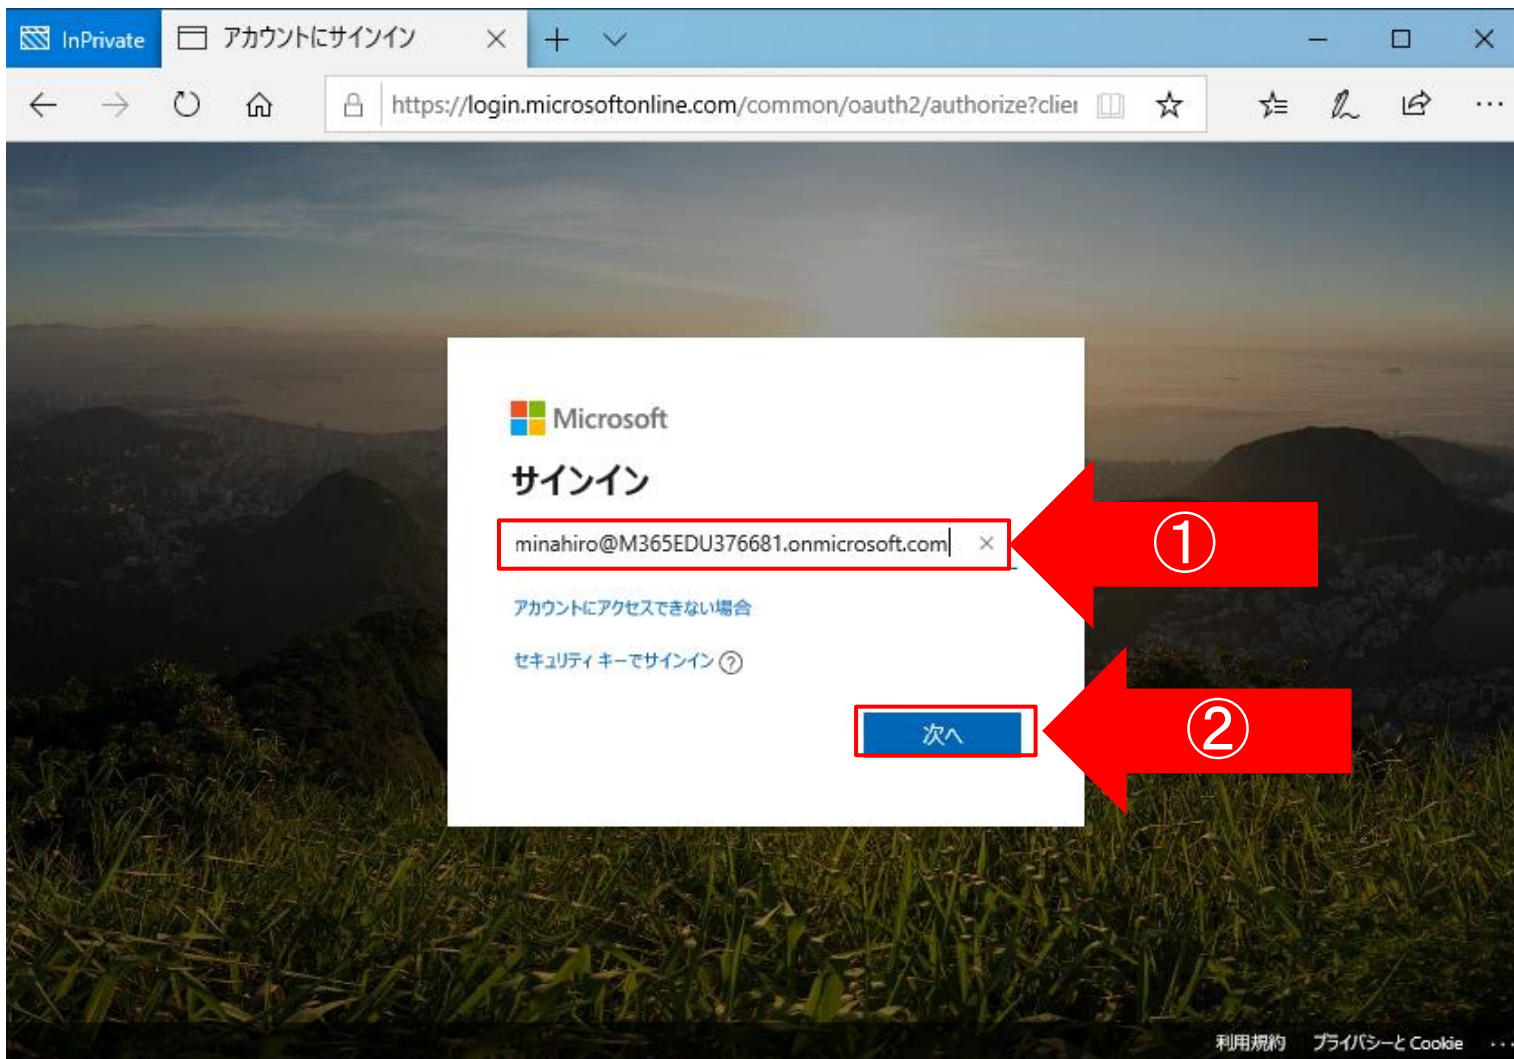 InPrivate
アカウントにサインイン
https://login.microsoftonline.com/common/oauth2/authorize?clier
Microsoft
サインイン
minahiro@M365EDU376681.onmicrosoft.com
①
アカウントにアクセスできない場合
セキュリティ キーでサインイン
次へ
②
利用規約 プライバシーと Cookie ...